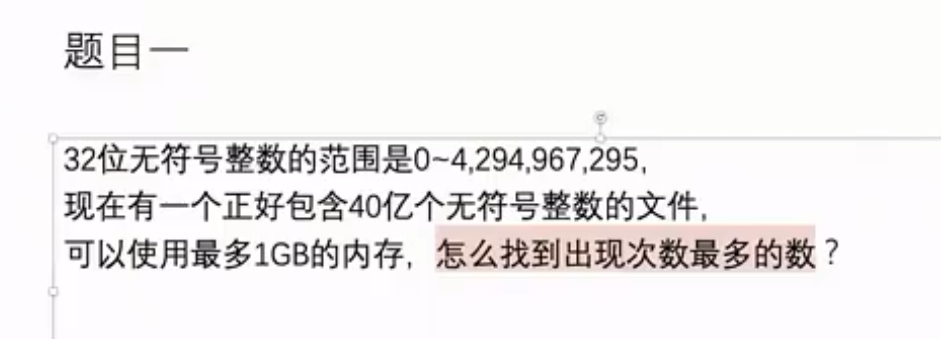 题目一
32位无符号整数的范围是0~4,294,967,295,
现在有一个正好包含40亿个无符号整数的文件,
可以使用最多1GB的内存，怎么找到出现次数最多的数？